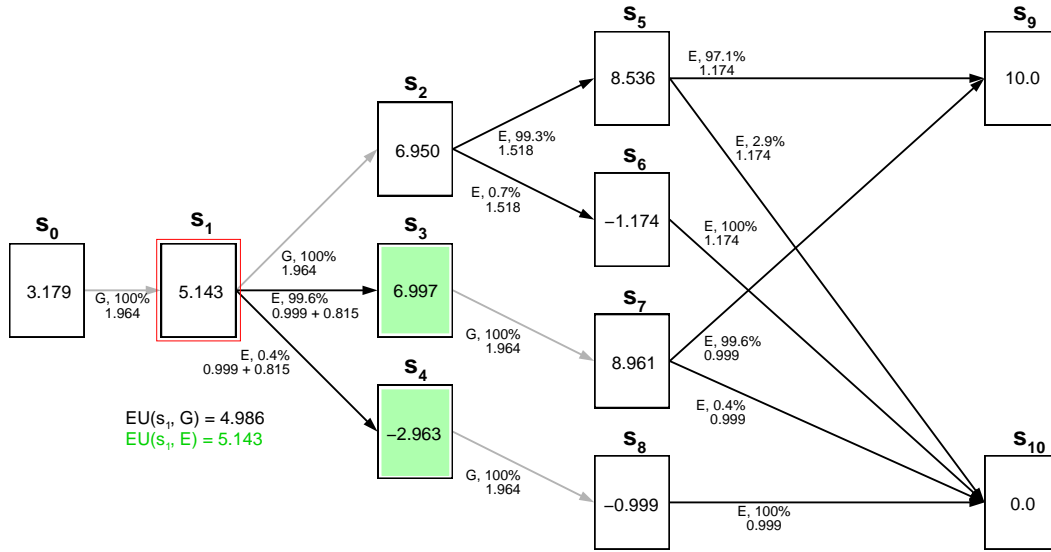 s5
s9
E, 97.1%
1.174
8.536
10.0
s2
E, 99.3%
1.518
E, 2.9%
1.174
6.950
s6
E, 0.7%
1.518
−1.174
s0
s1
s3
E, 100%
1.174
G, 100%
1.964
3.179
G, 100%
1.964
5.143
E, 99.6%
0.999 + 0.815
6.997
s7
G, 100%
1.964
E, 99.6%
0.999
8.961
E, 0.4%
0.999 + 0.815
s4
E, 0.4%
0.999
EU(s1, G) = 4.986
EU(s1, E) = 5.143
−2.963
s8
s10
G, 100%
1.964
−0.999
E, 100%
0.999
0.0